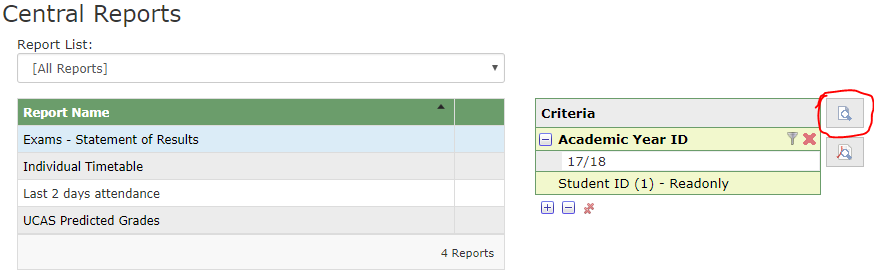 Central Reports
Report List:
[All Reports]
Report Name
Exams - Statement of Results
Individual Timetable
Last 2 days attendance
UCAS Predicted Grades
4 Reports
Criteria
Academic Year ID
17/18
Student ID (1) - Readonly